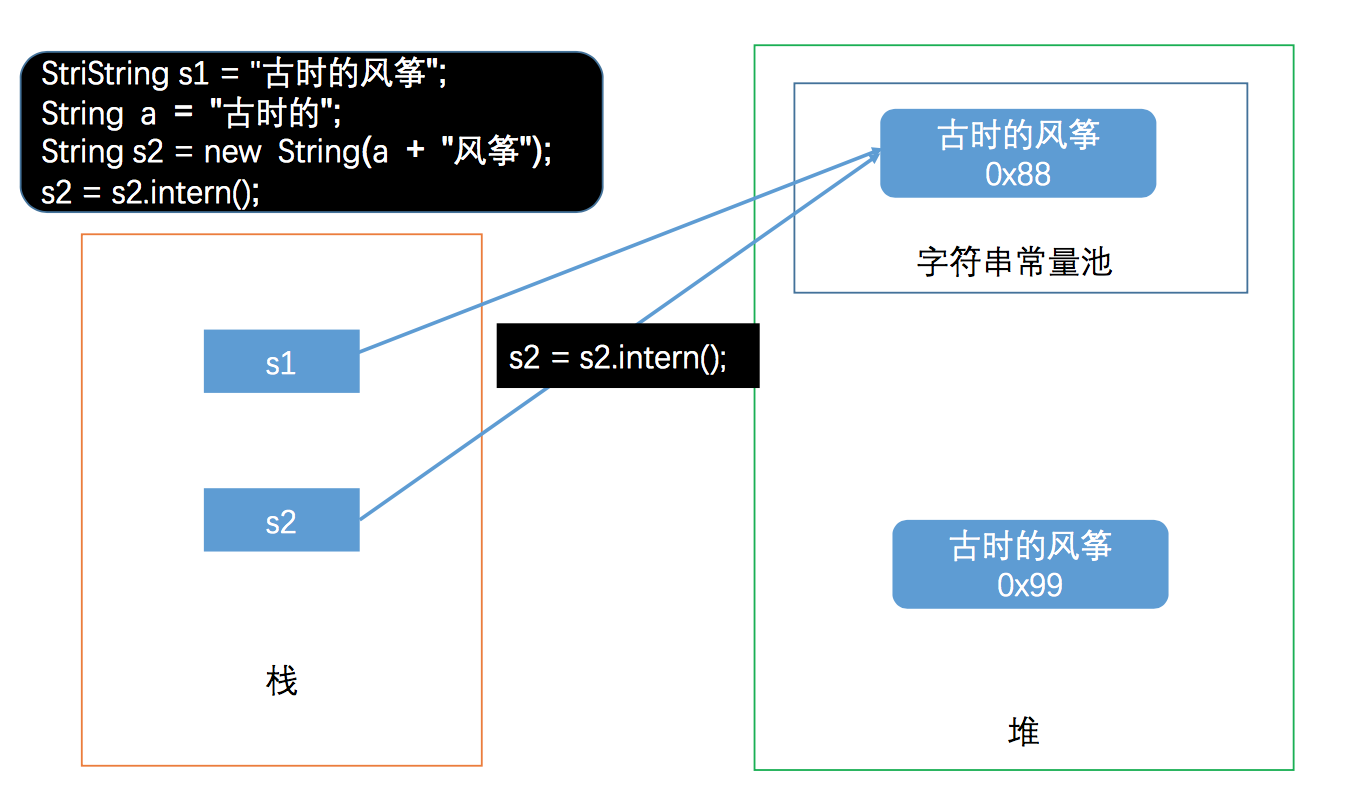 StriString s1 = "古时的风筝";
String a = "古时的";
String s2 = new String(a + "风筝");
s2 = s2.intern();
古时的风筝
0x88
字符串常量池
s1
s2 = s2.intern();
s2
古时的风筝
0x99
栈
堆